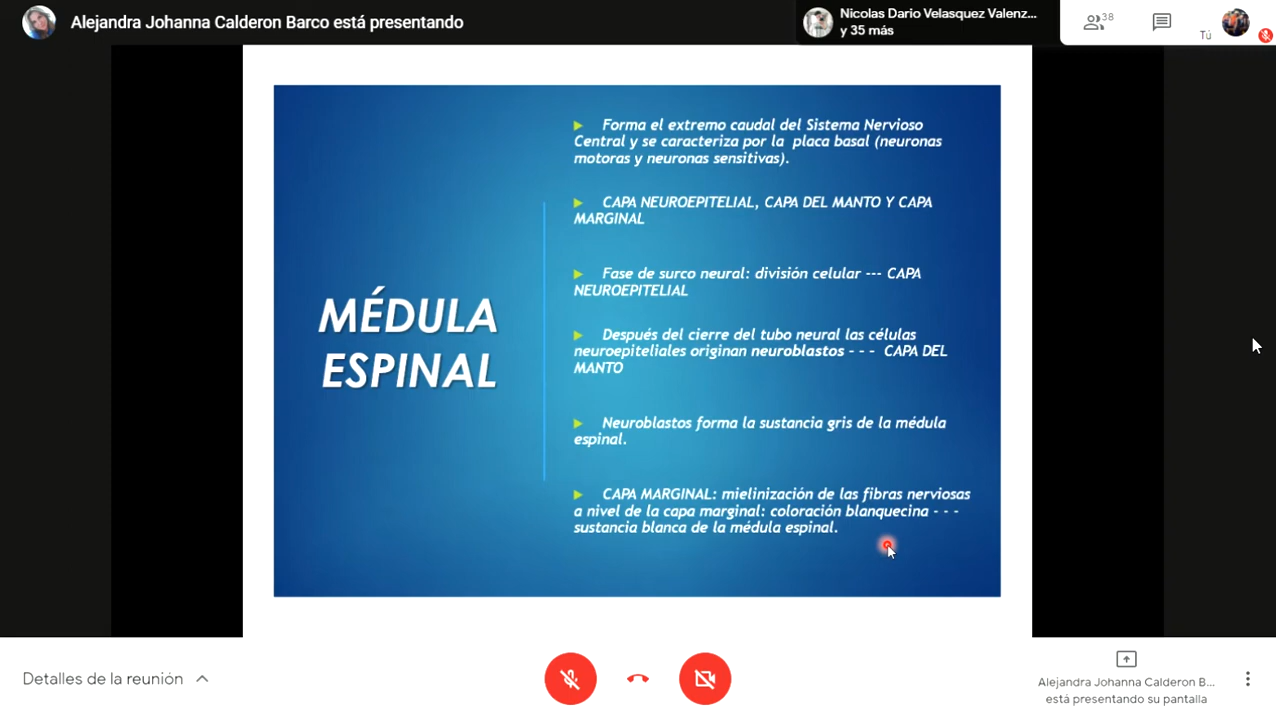 Alejandra Johanna Calderon Barco está presentando
Nicolas Dario Velasquez Valenz...
y 35 más
38
Tú
MÉDULA
ESPINAL
Forma el extremo caudal del Sistema Nervioso
Central y se caracteriza por la placa basal (neuronas
motoras y neuronas sensitivas).
CAPA NEUROEPITELIAL, CAPA DEL MANTO Y CAPA
MARGINAL
Fase de surco neural: división celular --- CAPA
NEUROEPITELIAL
Después del cierre del tubo neural las células
neuroepiteliales originan neuroblastos - - - CAPA DEL
MANTO
Neuroblastos forma la sustancia gris de la médula
espinal.
CAPA MARGINAL: mielinización de las fibras nerviosas
a nivel de la capa marginal: coloración blanquecina - - -
sustancia blanca de la médula espinal.
Detalles de la reunión
Alejandra Johanna Calderon B...
está presentando su pantalla